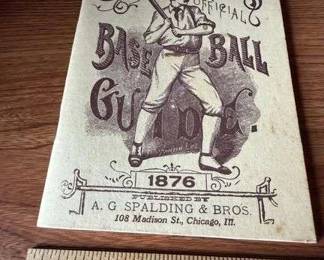 OFFICIAL
BASE BALL
GUIDE.
1876
PUBLISHED BY
A. G. SPALDING & BROS.
108 Madison St., Chicago, Ill.